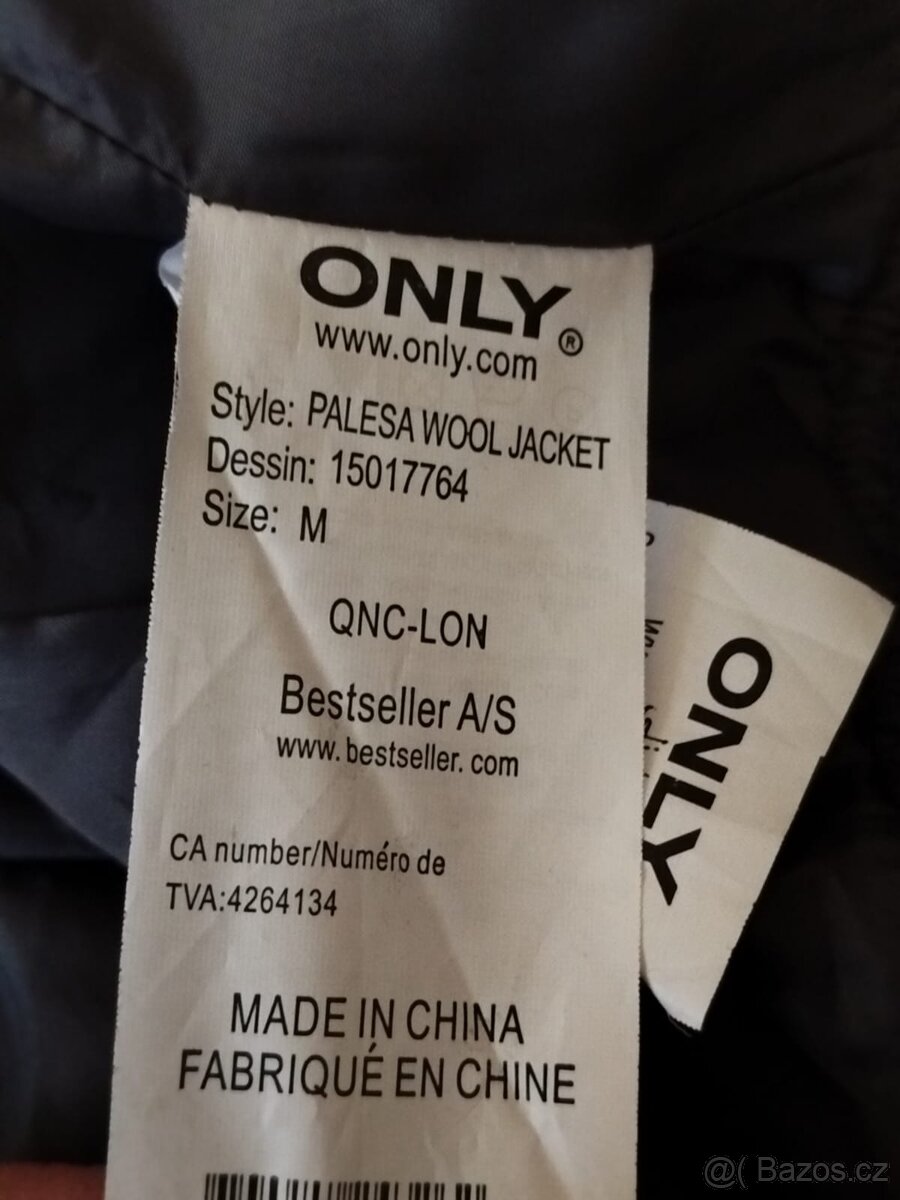 ONLY®
www.only.com
Style: PALESA WOOL JACKET
Dessin: 15017764
Size: M
QNC-LON
Bestseller A/S
www.bestseller.com
CA number/Numéro de
TVA:4264134
MADE IN CHINA
FABRIQUÉ EN CHINE
ONLY
@( Bazos.cz